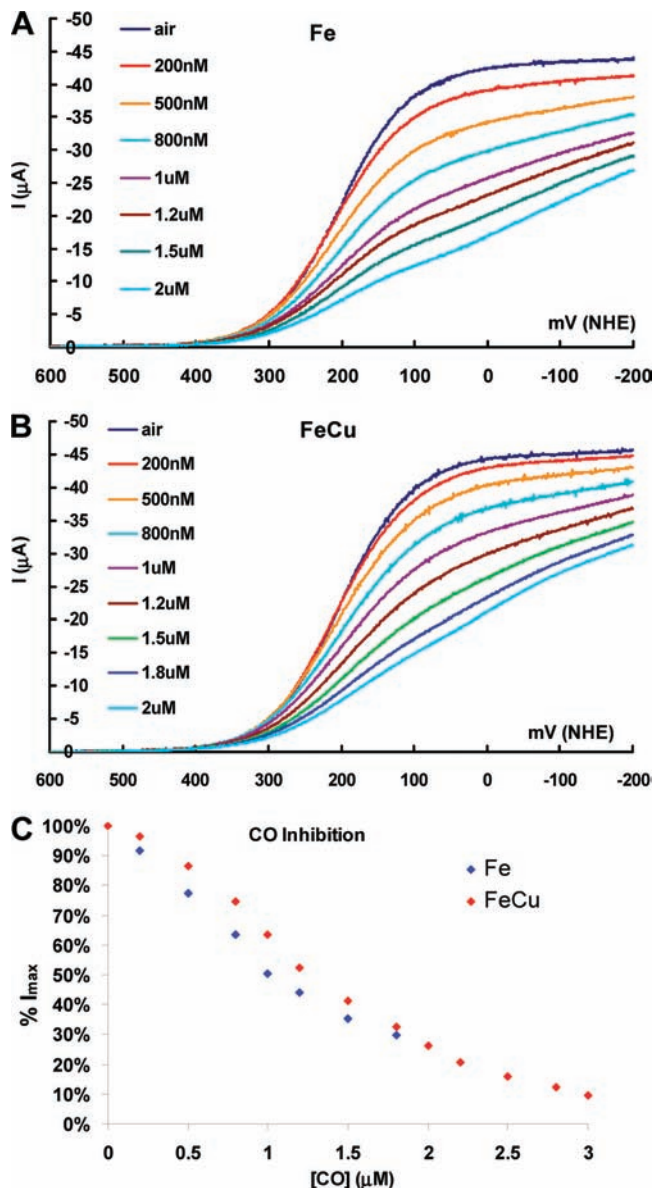 A
Fe
-50
-45
-40
-35
-30
-25
-20
-15
-10
-5
0
I (µA)
air
200nM
500nM
800nM
1uM
1.2uM
1.5uM
2uM
mV (NHE)
600 500 400 300 200 100 0 -100 -200
B
FeCu
-50
-45
-40
-35
-30
-25
-20
-15
-10
-5
0
I (µA)
air
200nM
500nM
800nM
1uM
1.2uM
1.5uM
1.8uM
2uM
mV (NHE)
600 500 400 300 200 100 0 -100 -200
C
CO Inhibition
100%
90%
80%
70%
60%
50%
40%
30%
20%
10%
0%
% Imax
Fe
FeCu
0 0.5 1 1.5 2 2.5 3
[CO] (µM)